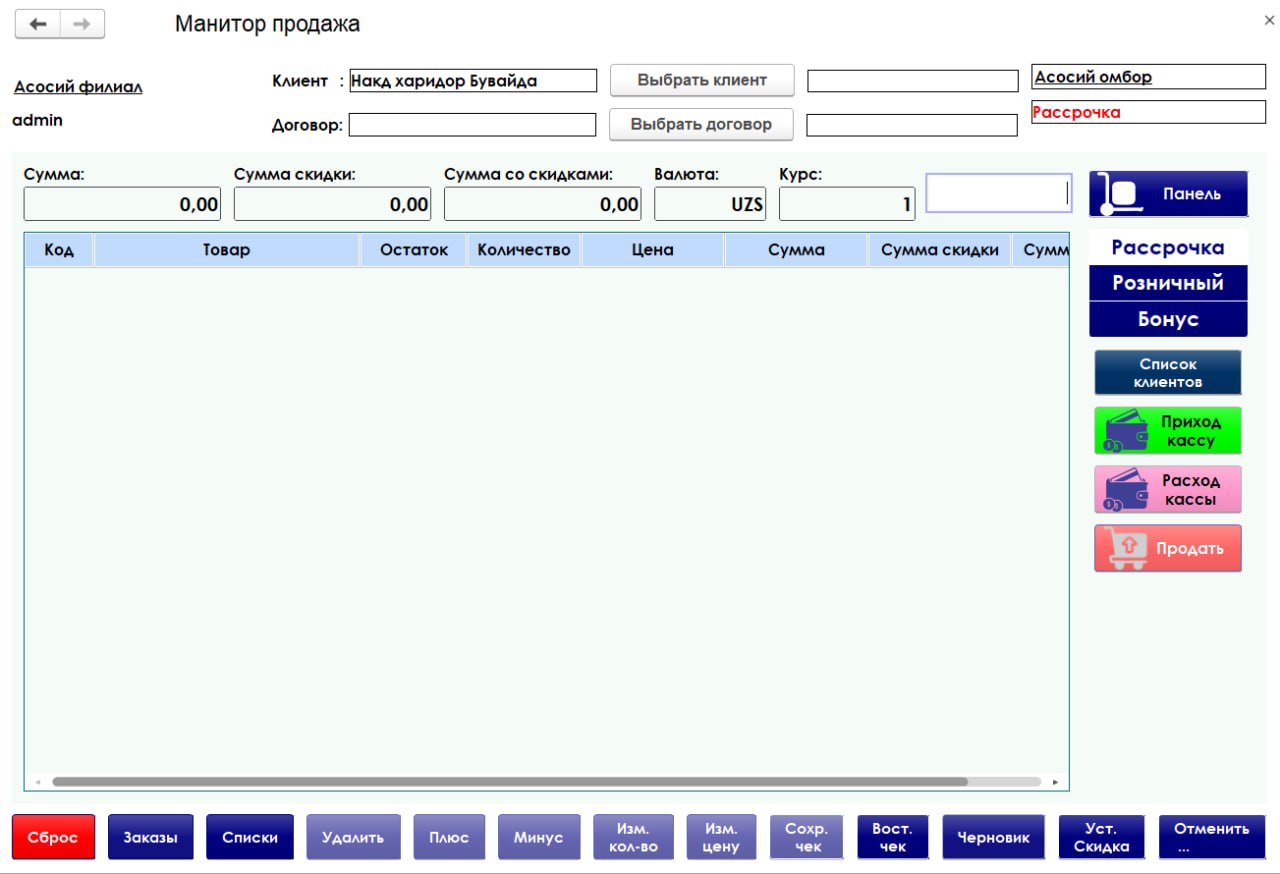 Манитор продажа
Асосий филиал
Клиент : Накд харидор Бувайда
Выбрать клиент
Асосий омбор
admin
Договор:
Выбрать договор
Рассрочка
Сумма:
Сумма скидки:
Сумма со скидками:
Валюта:
Курс:
0,00
0,00
0,00
UZS
1
Панель
Код
Товар
Остаток
Количество
Цена
Сумма
Сумма скидки
Сумм
Рассрочка
Розничный
Бонус
Список
клиентов
Приход
кассу
Расход
кассы
Продать
Сброс
Заказы
Списки
Удалить
Плюс
Минус
Изм.
кол-во
Изм.
цену
Сохр.
чек
Вост.
чек
Черновик
Уст.
Скидка
Отменить
...